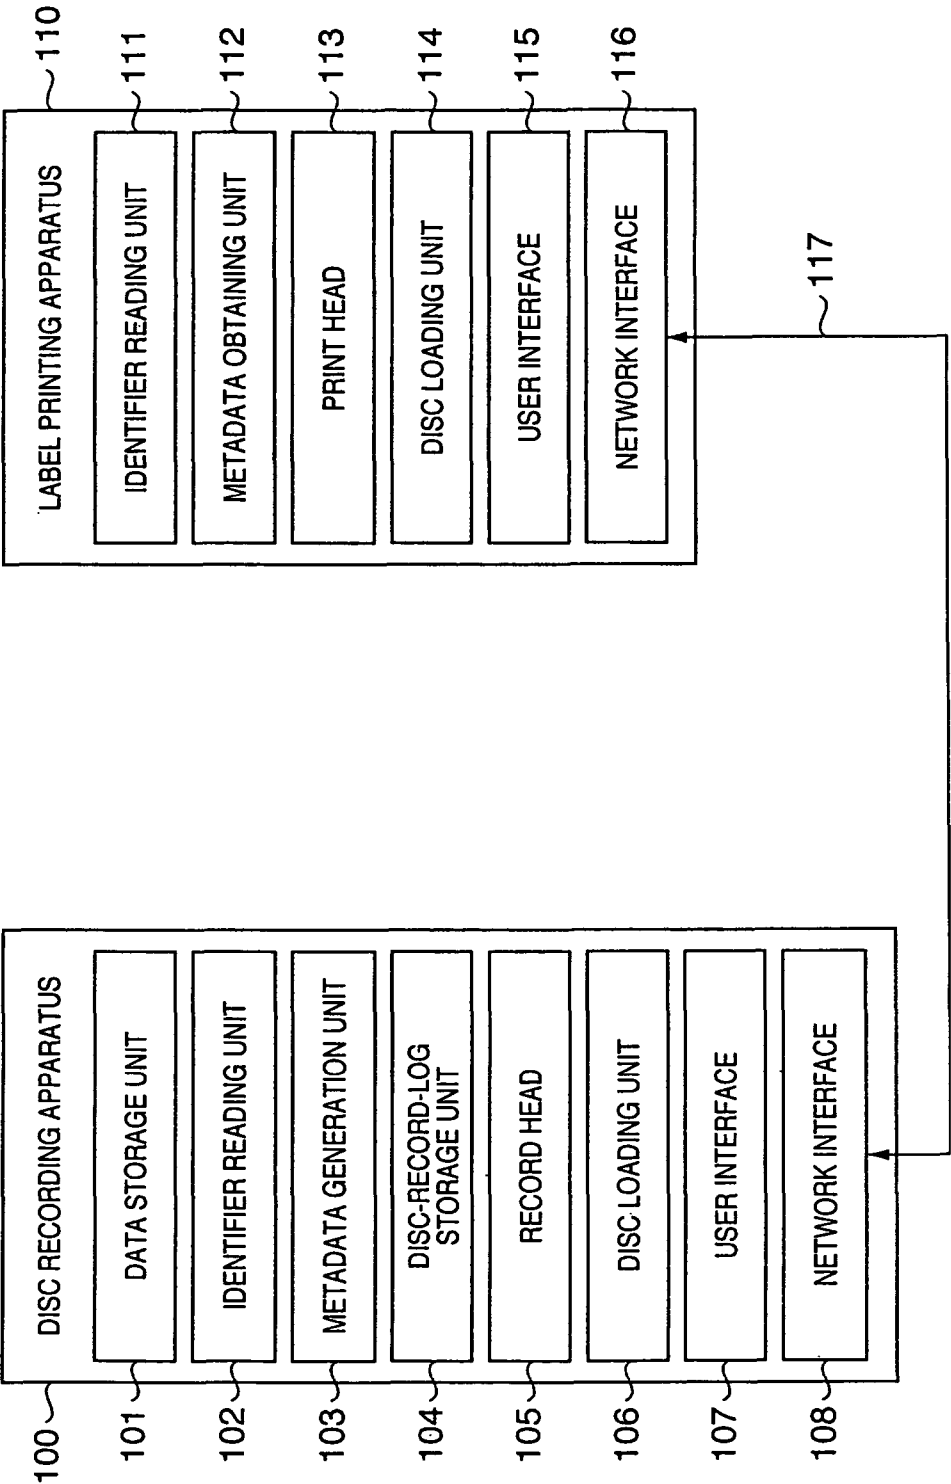 DISC RECORDING APPARATUS
100
DATA STORAGE UNIT
101
IDENTIFIER READING UNIT
102
METADATA GENERATION UNIT
103
DISC-RECORD-LOG
STORAGE UNIT
104
RECORD HEAD
105
DISC LOADING UNIT
106
USER INTERFACE
107
NETWORK INTERFACE
108
LABEL PRINTING APPARATUS
110
IDENTIFIER READING UNIT
111
METADATA OBTAINING UNIT
112
PRINT HEAD
113
DISC LOADING UNIT
114
USER INTERFACE
115
NETWORK INTERFACE
116
117